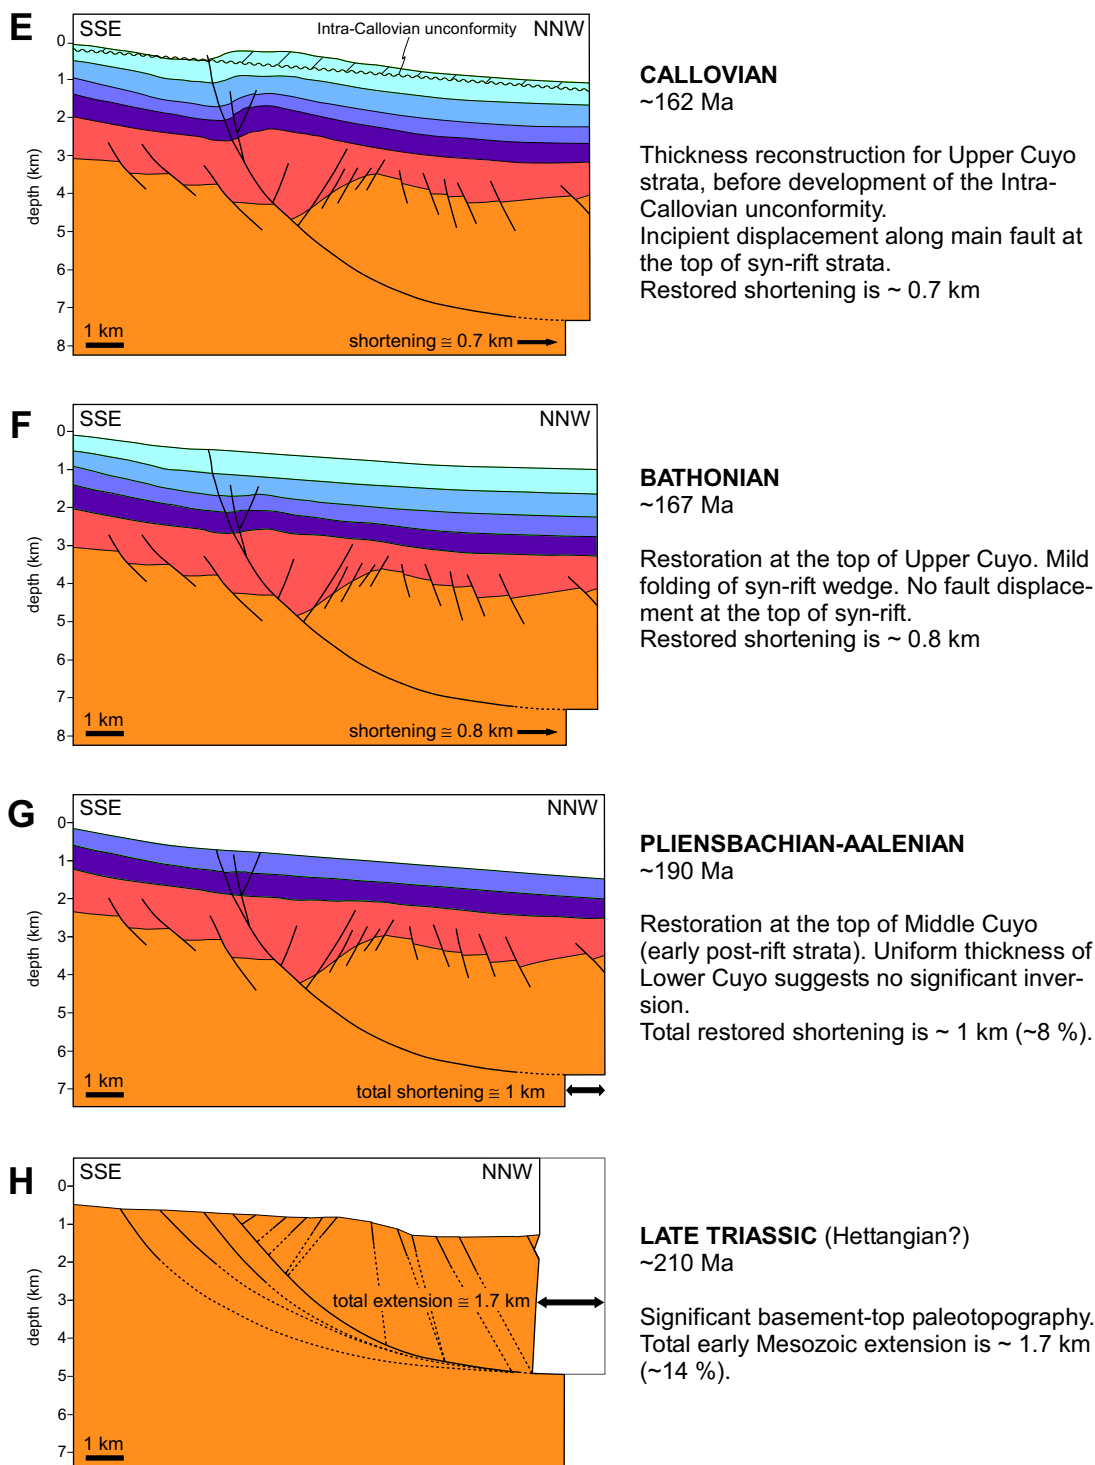 E
SSE
Intra-Callovian unconformity
NNW
0
1
2
3
4
5
6
7
8
depth (km)
1 km
shortening ≅ 0.7 km
CALLOVIAN
~162 Ma
Thickness reconstruction for Upper Cuyo
strata, before development of the Intra-
Callovian unconformity.
Incipient displacement along main fault at
the top of syn-rift strata.
Restored shortening is ~ 0.7 km
F
SSE
NNW
0
1
2
3
4
5
6
7
8
depth (km)
1 km
shortening ≅ 0.8 km
BATHONIAN
~167 Ma
Restoration at the top of Upper Cuyo. Mild
folding of syn-rift wedge. No fault displace-
ment at the top of syn-rift.
Restored shortening is ~ 0.8 km
G
SSE
NNW
0
1
2
3
4
5
6
7
depth (km)
1 km
total shortening ≅ 1 km
PLIENSBACHIAN-AALENIAN
~190 Ma
Restoration at the top of Middle Cuyo
(early post-rift strata). Uniform thickness of
Lower Cuyo suggests no significant inver-
sion.
Total restored shortening is ~ 1 km (~8 %).
H
SSE
NNW
0
1
2
3
4
5
6
7
depth (km)
1 km
total extension ≅ 1.7 km
LATE TRIASSIC (Hettangian?)
~210 Ma
Significant basement-top paleotopography.
Total early Mesozoic extension is ~ 1.7 km
(~14 %).